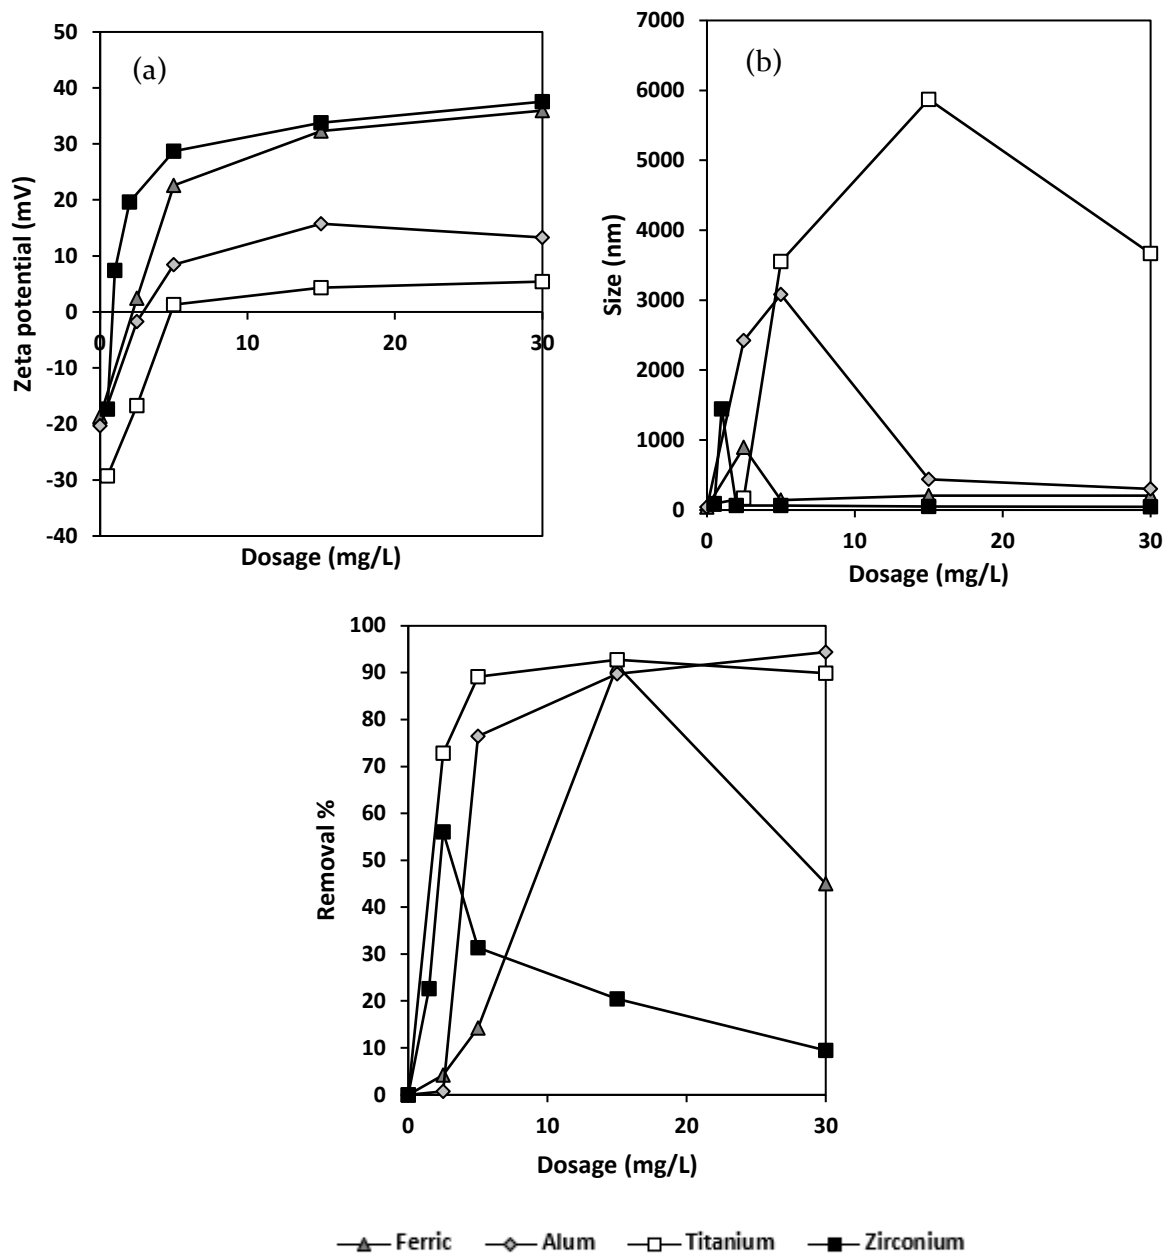 (a)
50
40
30
20
10
0
-10
-20
-30
-40
Zeta potential (mV)
0 10 20 30
Dosage (mg/L)
(b)
7000
6000
5000
4000
3000
2000
1000
0
Size (nm)
0 10 20 30
Dosage (mg/L)
100
90
80
70
60
50
40
30
20
10
0
Removal %
0 10 20 30
Dosage (mg/L)
Ferric Alum Titanium Zirconium